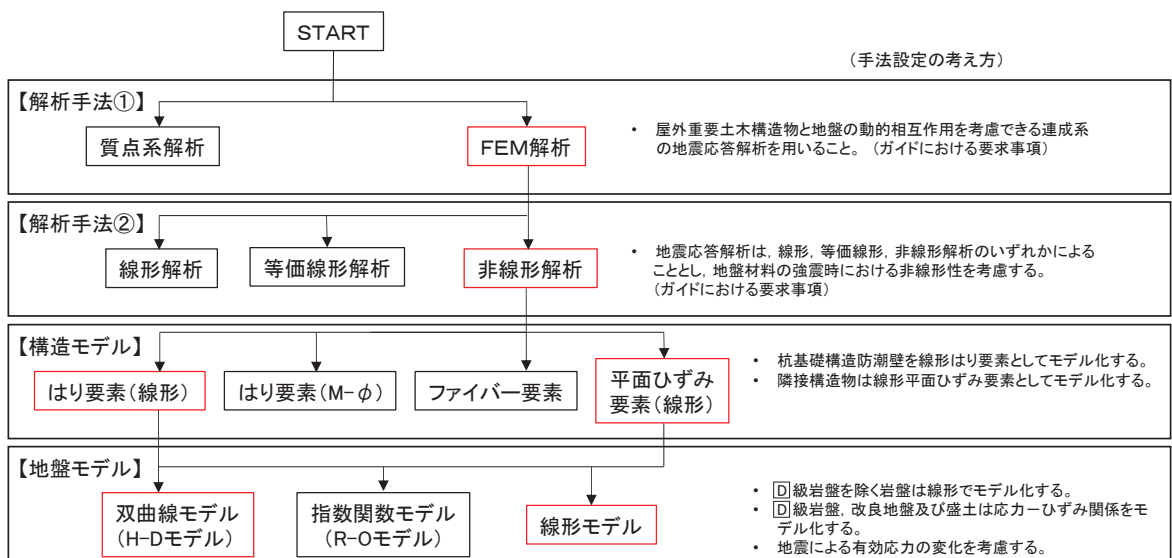 START
(手法設定の考え方)
【解析手法①】
質点系解析
FEM解析
・ 屋外重要土木構造物と地盤の動的相互作用を考慮できる連成系
の地震応答解析を用いること。(ガイドにおける要求事項)
【解析手法②】
線形解析
等価線形解析
非線形解析
・ 地震応答解析は,線形,等価線形,非線形解析のいずれかによる
こととし,地盤材料の強震時における非線形性を考慮する。
(ガイドにおける要求事項)
【構造モデル】
はり要素(線形)
はり要素(M-φ)
ファイバー要素
平面ひずみ
要素(線形)
・ 杭基礎構造防潮壁を線形はり要素としてモデル化する。
・ 隣接構造物は線形平面ひずみ要素としてモデル化する。
【地盤モデル】
双曲線モデル
(H-Dモデル)
指数関数モデル
(R-Oモデル)
線形モデル
・ D級岩盤を除く岩盤は線形でモデル化する。
・ D級岩盤,改良地盤及び盛土は応力ーひずみ関係をモ
デル化する。
・ 地震による有効応力の変化を考慮する。